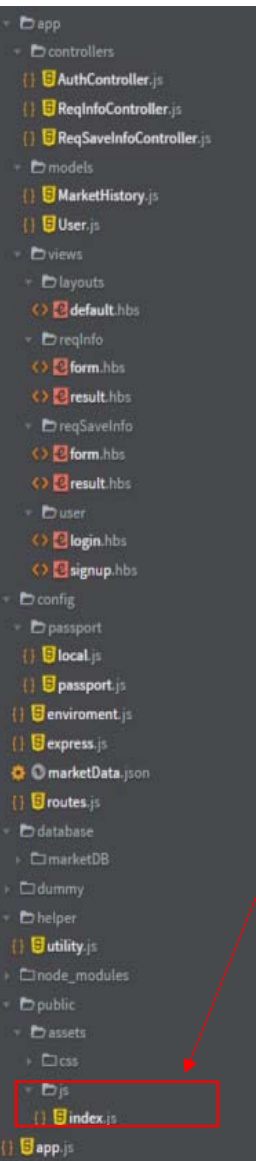 app
controllers
AuthController.js
ReqInfoController.js
ReqSaveInfoController.js
models
MarketHistory.js
User.js
views
layouts
default.hbs
reqInfo
form.hbs
result.hbs
reqSaveInfo
form.hbs
result.hbs
user
login.hbs
signup.hbs
config
passport
local.js
passport.js
enviroment.js
express.js
marketData.json
routes.js
database
marketDB
dummy
helper
utility.js
node_modules
public
assets
css
js
index.js
app.js